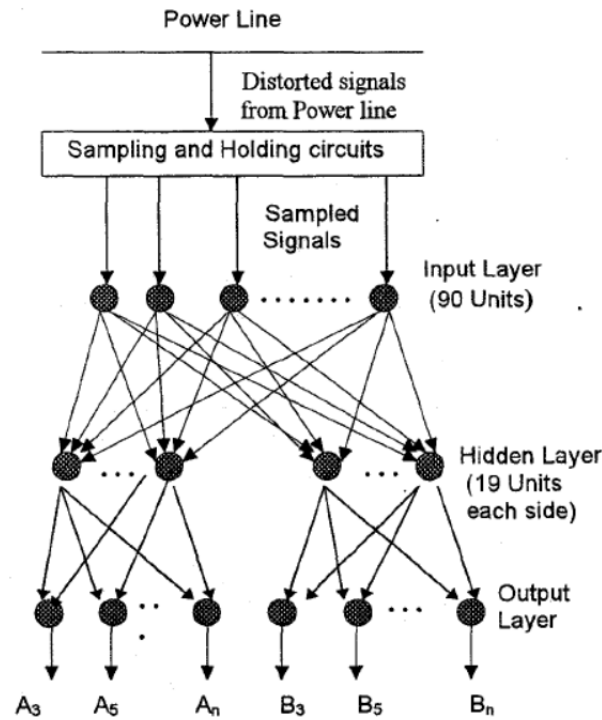 Power Line
Distorted signals
from Power line
Sampling and Holding circuits
Sampled
Signals
Input Layer
(90 Units)
Hidden Layer
(19 Units
each side)
Output
Layer
A₃ A₅ Aₙ B₃ B₅ Bₙ